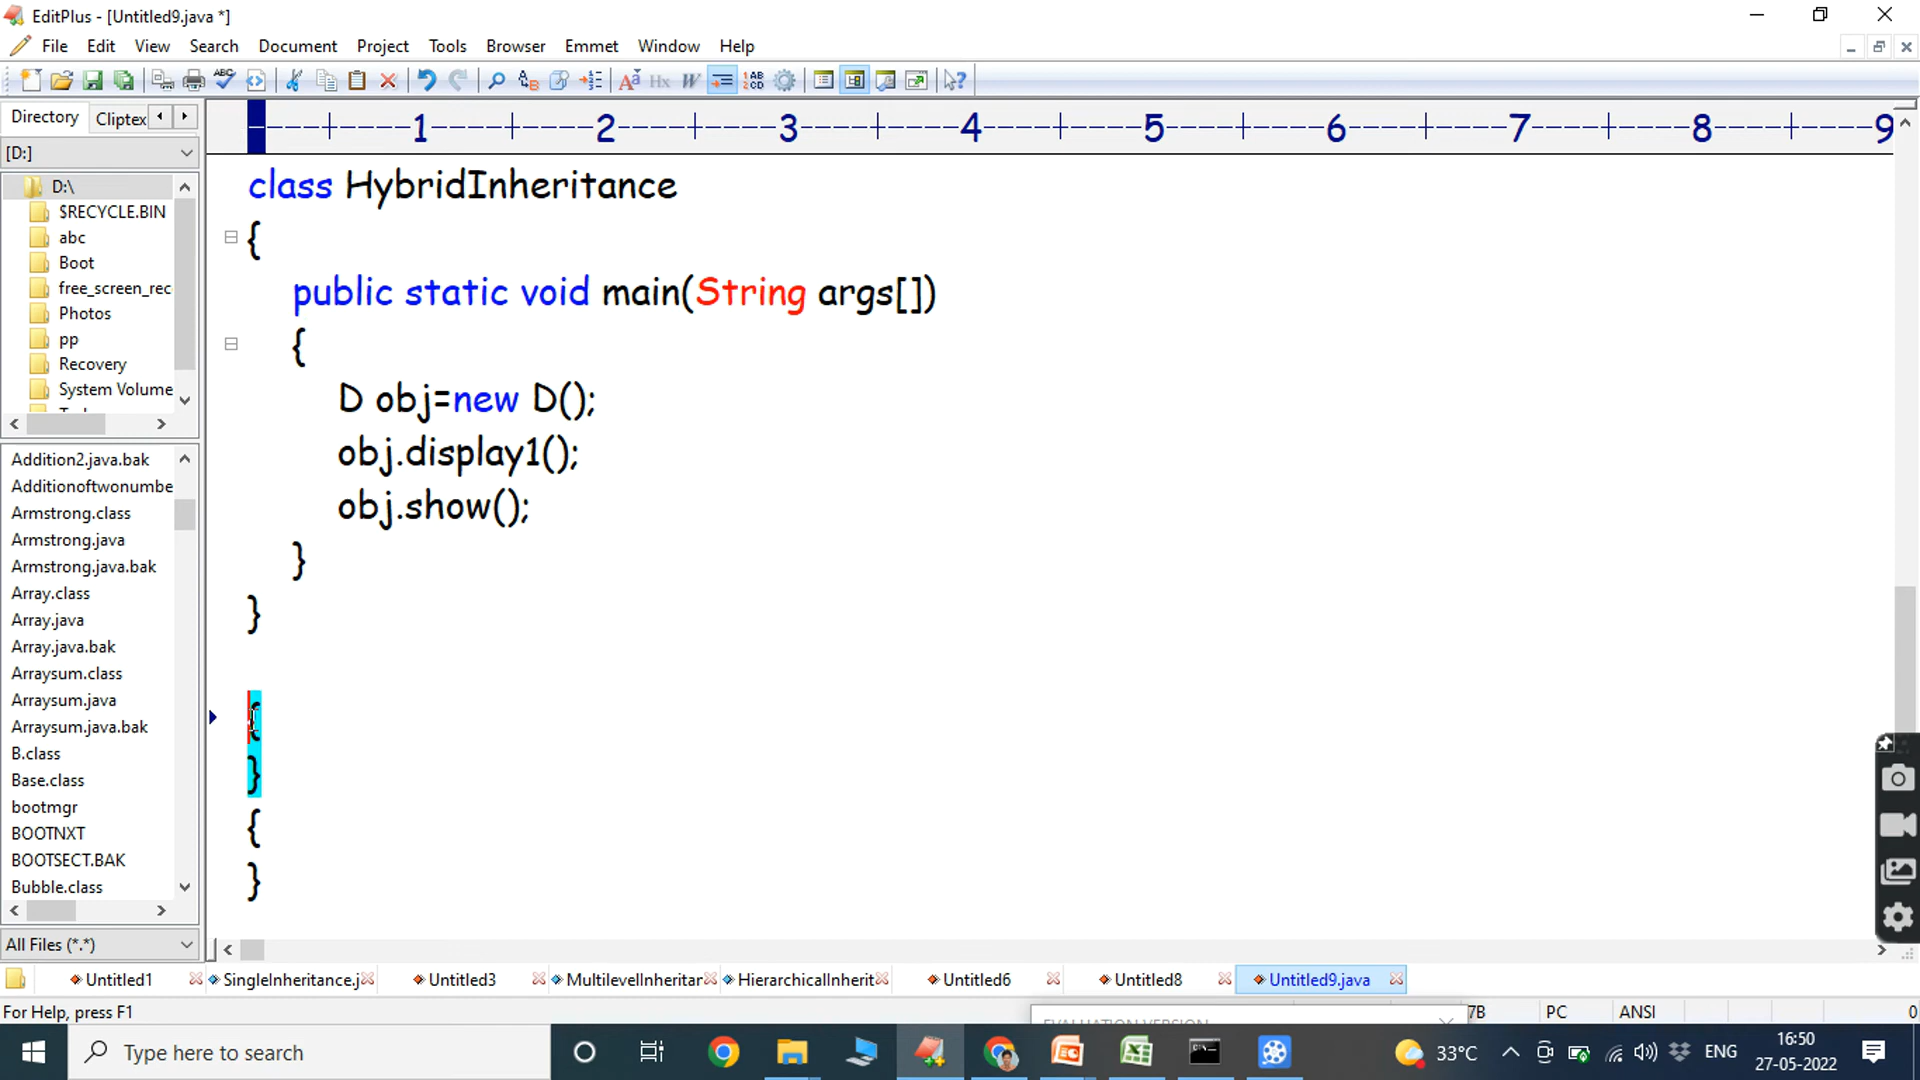 EditPlus - [Untitled9.java *]
File Edit View Search Document Project Tools Browser Emmet Window Help
Directory Cliptex
[D:]
D:\
$RECYCLE.BIN
abc
Boot
free_screen_rec
Photos
pp
Recovery
System Volume
Addition2.java.bak
Additionoftwonumbe
Armstrong.class
Armstrong.java
Armstrong.java.bak
Array.class
Array.java
Array.java.bak
Arraysum.class
Arraysum.java
Arraysum.java.bak
B.class
Base.class
bootmgr
BOOTNXT
BOOTSECT.BAK
Bubble.class
All Files (*.*)
----+----1----+----2----+----3----+----4----+----5----+----6----+----7----+----8----+----9
class HybridInheritance
{
public static void main(String args[])
{
D obj=new D();
obj.display1();
obj.show();
}
}
{
}
{
}
Untitled1 SingleInheritance.j Untitled3 MultilevelInheritar HierarchicalInherit Untitled6 Untitled8 Untitled9.java
For Help, press F1
EVALUATION VERSION
7B PC ANSI 0
Type here to search
33°C ENG
16:50
27-05-2022